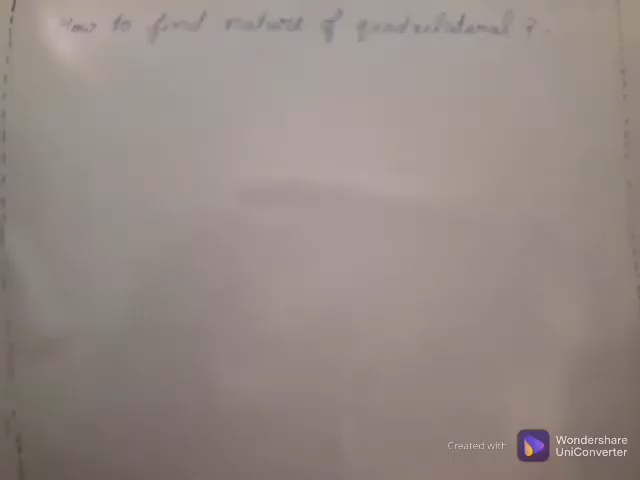 How to find nature of quadrilateral ?.
Created with
Wondershare
UniConverter